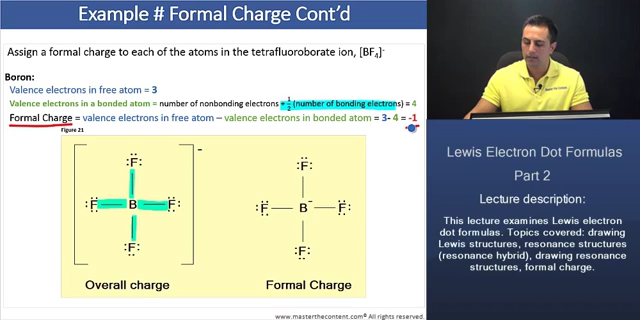 Example # Formal Charge Cont'd
Assign a formal charge to each of the atoms in the tetrafluoroborate ion, [BF₄]⁻
Boron:
Valence electrons in free atom = 3
Valence electrons in a bonded atom = number of nonbonding electrons + 1/2 (number of bonding electrons) = 4
Formal Charge = valence electrons in free atom – valence electrons in bonded atom = 3- 4 = -1
Figure 21
:F:
-
:F B F:
:F:
Overall charge
:F:
:F — B⁻ — F:
:F:
Formal Charge
www.masterthecontent.com®  All rights reserved
Lewis Electron Dot Formulas
Part 2
Lecture description:
This lecture examines Lewis electron
dot formulas. Topics covered: drawing
Lewis structures, resonance structures
(resonance hybrid), drawing resonance
structures, formal charge.